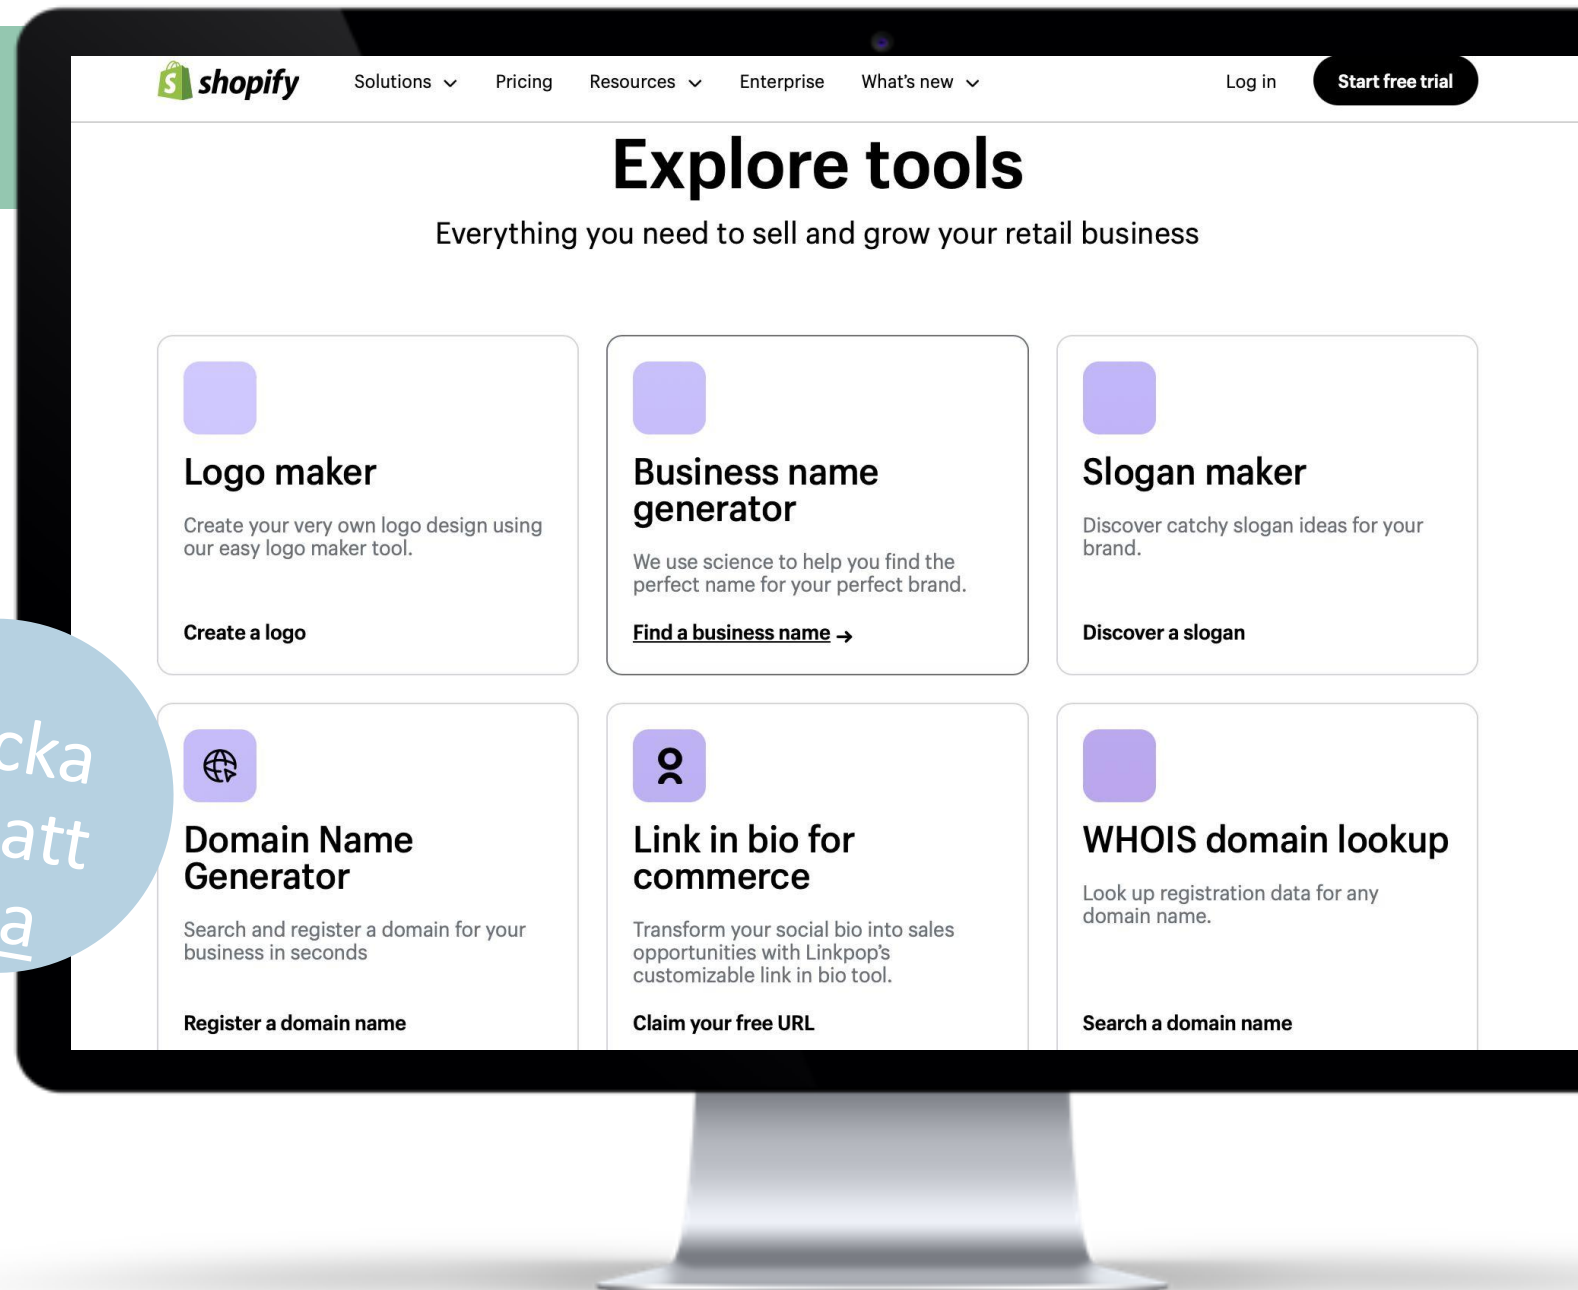 shopify
Solutions
Pricing
Resources
Enterprise
What's new
Log in
Start free trial
Explore tools
Everything you need to sell and grow your retail business
Logo maker
Create your very own logo design using
our easy logo maker tool.
Create a logo
Business name
generator
We use science to help you find the
perfect name for your perfect brand.
Find a business name →
Slogan maker
Discover catchy slogan ideas for your
brand.
Discover a slogan
Domain Name
Generator
Search and register a domain for your
business in seconds
Register a domain name
Link in bio for
commerce
Transform your social bio into sales
opportunities with Linkpop's
customizable link in bio tool.
Claim your free URL
WHOIS domain lookup
Look up registration data for any
domain name.
Search a domain name
att